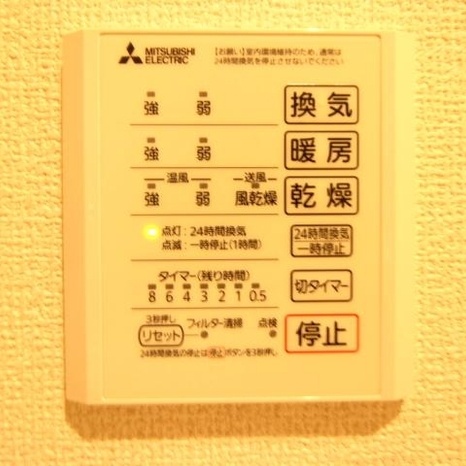 MITSUBISHI
ELECTRIC
【お願い】室内環境維持のため、通常は
24時間換気を停止させないでください
強 弱 換気
強 弱 暖房
温風 送風
強 弱 風乾燥 乾燥
点灯:24時間換気
点滅:一時停止(1時間)
24時間換気
一時停止
タイマー(残り時間)
8 6 4 3 2 1 0.5
切タイマー
3秒押し
リセット フィルター清掃 点検
停止
24時間換気の停止は停止ボタンを3秒押し